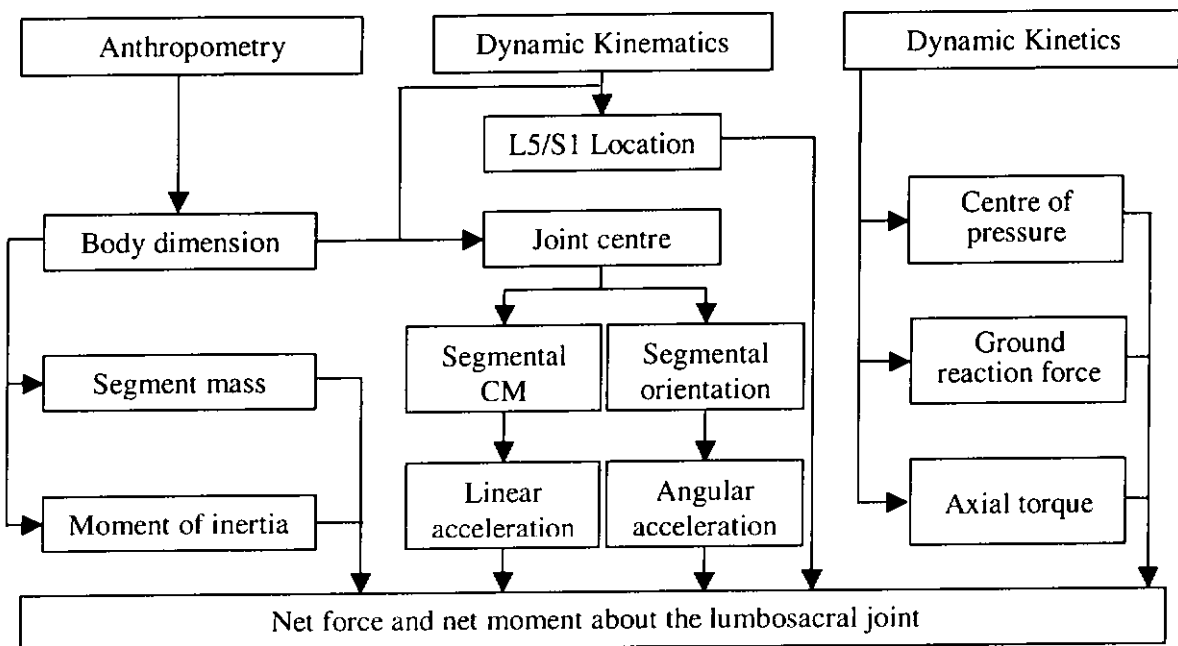 Anthropometry
Dynamic Kinematics
Dynamic Kinetics
L5/S1 Location
Body dimension
Joint centre
Centre of
pressure
Segment mass
Segmental
CM
Segmental
orientation
Ground
reaction force
Moment of inertia
Linear
acceleration
Angular
acceleration
Axial torque
Net force and net moment about the lumbosacral joint